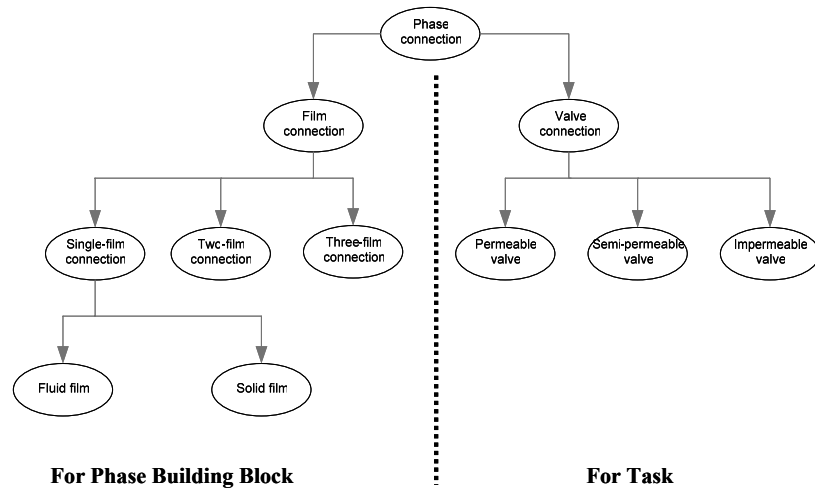 Phase
connection
Film
connection
Valve
connection
Single-film
connection
Twc-film
connection
Three-film
connection
Permeable
valve
Semi-permeable
valve
Impermeable
valve
Fluid film
Solid film
For Phase Building Block
For Task